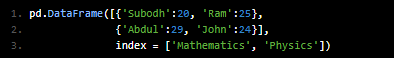 1. pd.DataFrame([{'Subodh':20, 'Ram':25},
2. {'Abdul':29, 'John':24}],
3. index = ['Mathematics', 'Physics'])